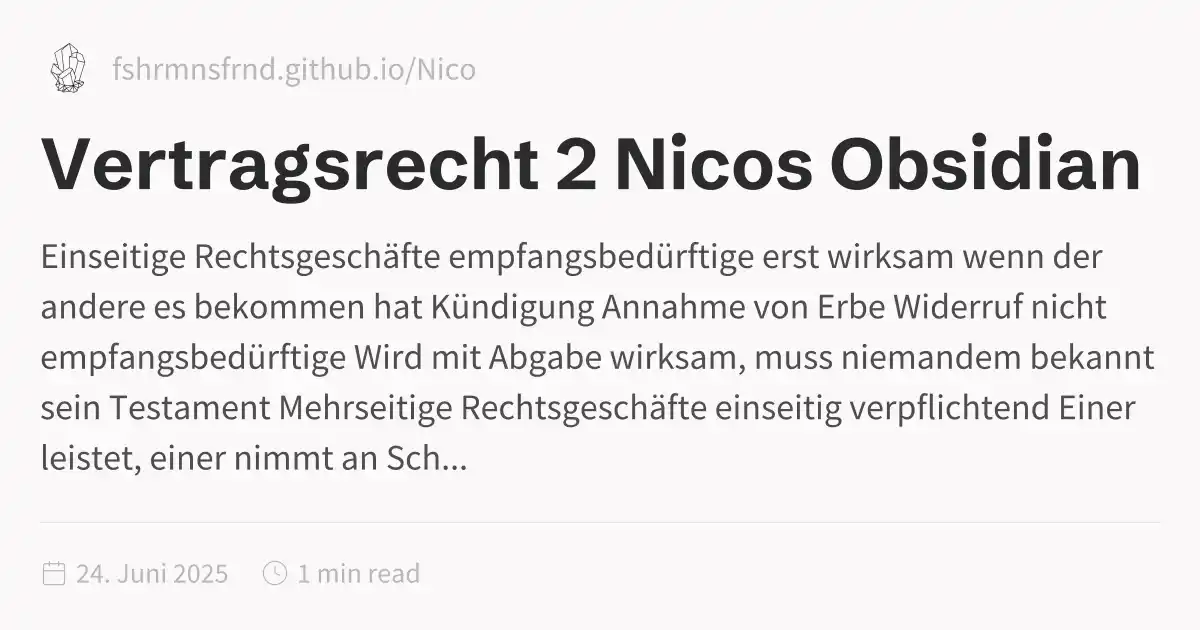 fshrmnsfrnd.github.io/Nico
Vertragsrecht 2 Nicos Obsidian
Einseitige Rechtsgeschäfte empfangsbedürftige erst wirksam wenn der
andere es bekommen hat Kündigung Annahme von Erbe Widerruf nicht
empfangsbedürftige Wird mit Abgabe wirksam, muss niemandem bekannt
sein Testament Mehrseitige Rechtsgeschäfte einseitig verpflichtend Einer
leistet, einer nimmt an Sch...
24. Juni 2025 1 min read